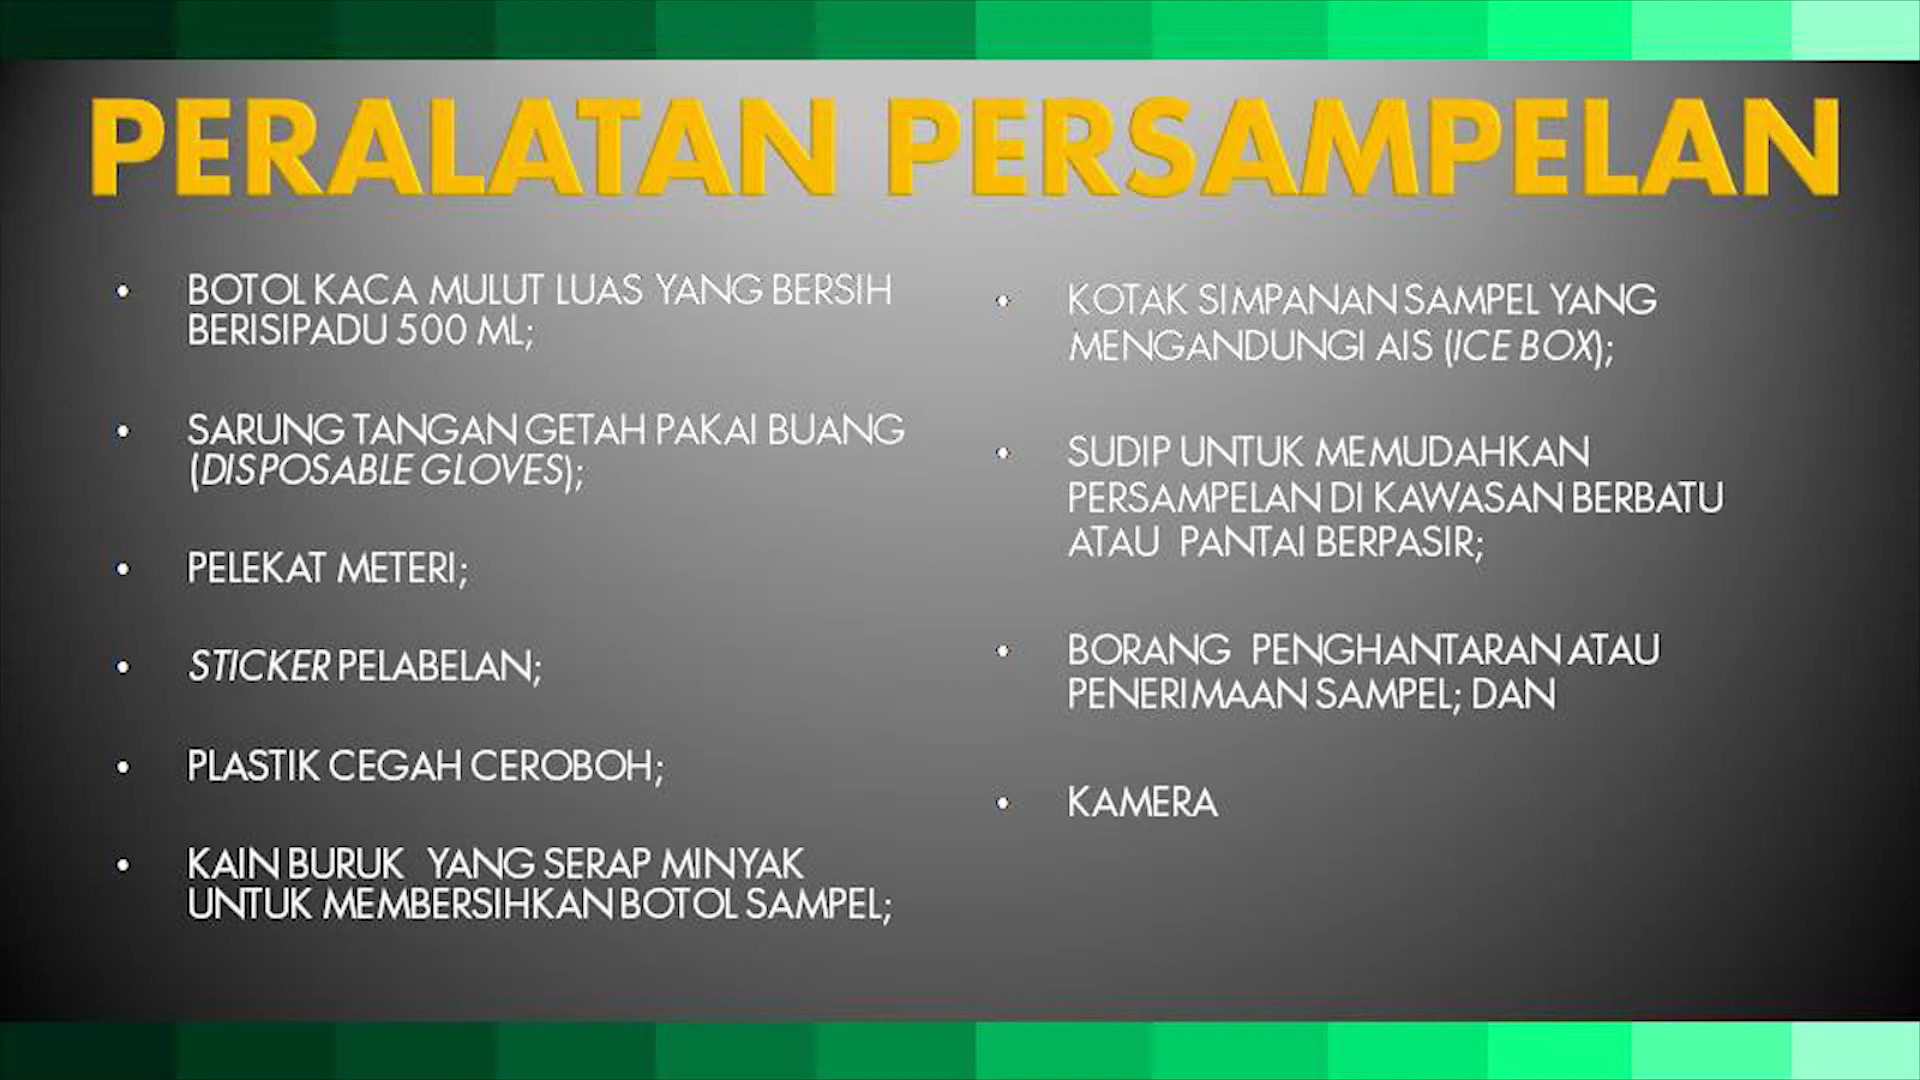 PERALATAN PERSAMPELAN
• BOTOL KACA MULUT LUAS YANG BERSIH
BERISIPADU 500 ML;
• SARUNG TANGAN GETAH PAKAI BUANG
(DISPOSABLE GLOVES);
• PELEKAT METERI;
• STICKER PELABELAN;
• PLASTIK CEGAH CEROBOH;
• KAIN BURUK YANG SERAP MINYAK
UNTUK MEMBERSIHKAN BOTOL SAMPEL;
• KOTAK SIMPANAN SAMPEL YANG
MENGANDUNGI AIS (ICE BOX);
• SUDIP UNTUK MEMUDAHKAN
PERSAMPELAN DI KAWASAN BERBATU
ATAU PANTAI BERPASIR;
• BORANG PENGHANTARAN ATAU
PENERIMAAN SAMPEL; DAN
• KAMERA